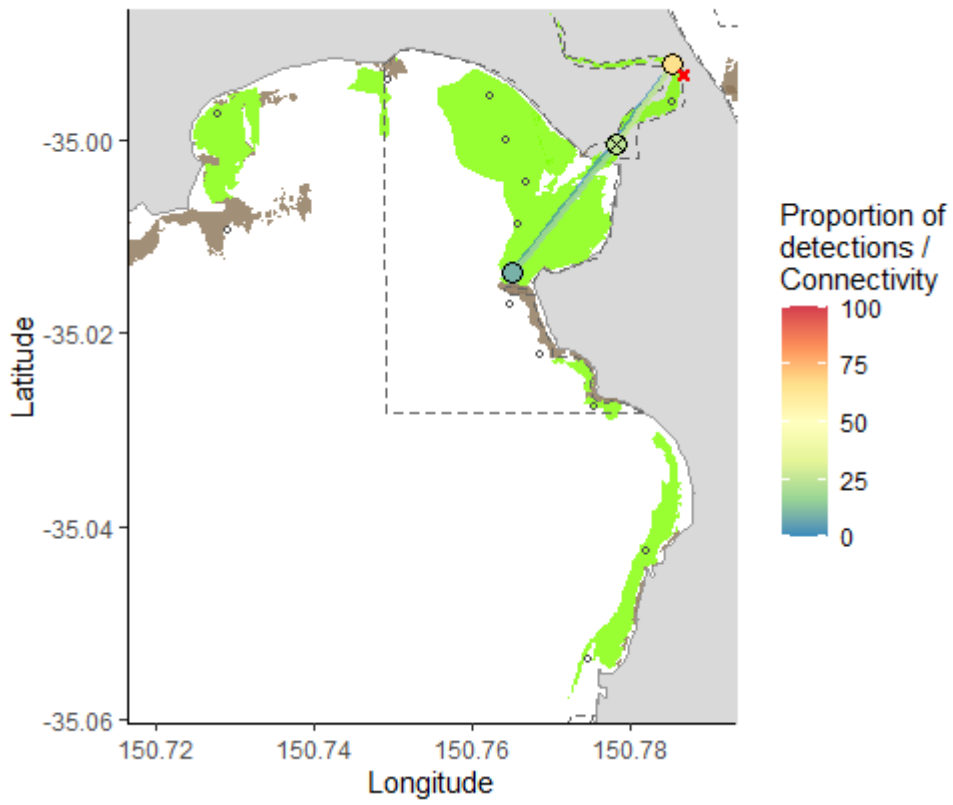 -35.00
-35.02
-35.04
-35.06
Latitude
150.72
150.74
150.76
150.78
Longitude
Proportion of
detections /
Connectivity
100
75
50
25
0